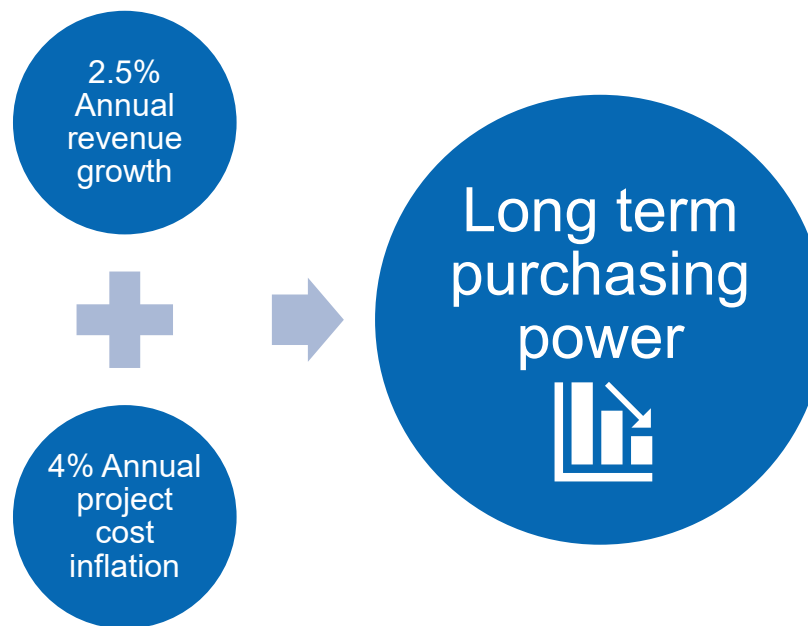 2.5%
Annual
revenue
growth
4% Annual
project
cost
inflation
Long term
purchasing
power